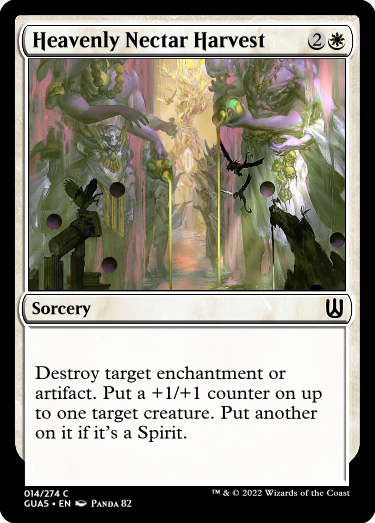 Heavenly Nectar Harvest 2
Sorcery
Destroy target enchantment or
artifact. Put a +1/+1 counter on up
to one target creature. Put another
on it if it's a Spirit.
014/274 C ™ & © 2022 Wizards of the Coast
GUA5 • EN Panda 82